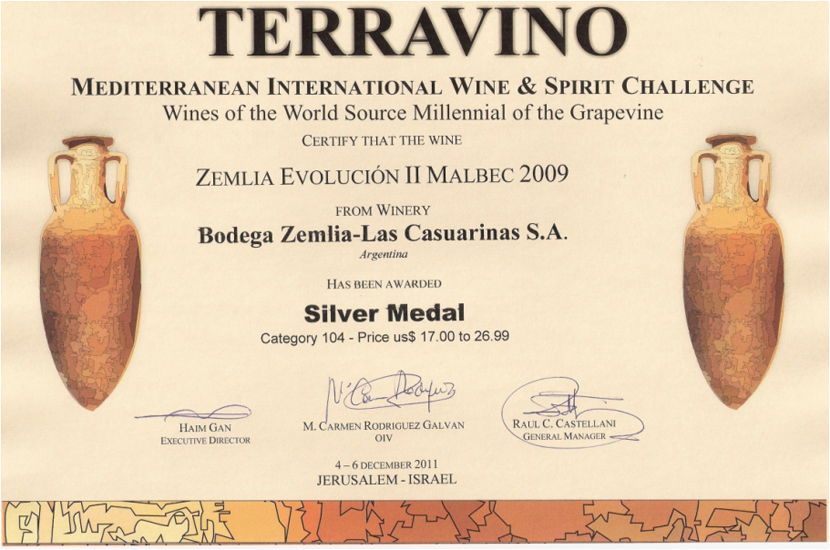 TERRAVINO
MEDITERRANEAN INTERNATIONAL WINE & SPIRIT CHALLENGE
Wines of the World Source Millennial of the Grapevine
CERTIFY THAT THE WINE
ZEMLIA EVOLUCIÓN II MALBEC 2009
FROM WINERY
Bodega Zemlia-Las Casuarinas S.A.
Argentina
HAS BEEN AWARDED
Silver Medal
Category 104 - Price us$ 17.00 to 26.99
HAIM GAN
EXECUTIVE DIRECTOR
M. CARMEN RODRIGUEZ GALVAN
OIV
RAUL C. CASTELLANI
GENERAL MANAGER
4 – 6 DECEMBER 2011
JERUSALEM - ISRAEL